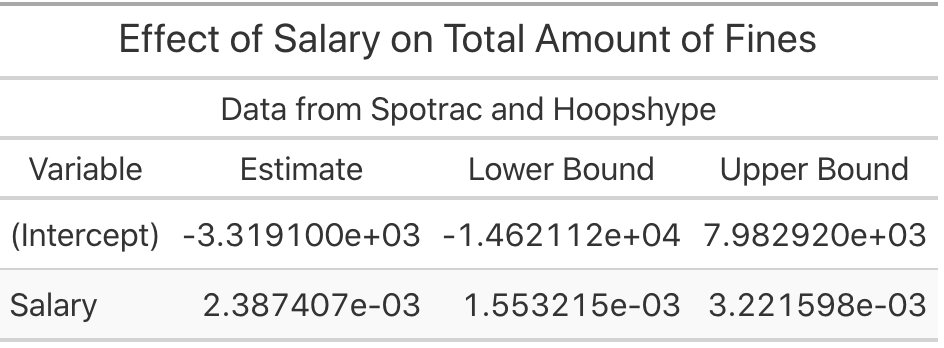 Effect of Salary on Total Amount of Fines
Data from Spotrac and Hoopshype
Variable Estimate Lower Bound Upper Bound
(Intercept) -3.319100e+03 -1.462112e+04 7.982920e+03
Salary 2.387407e-03 1.553215e-03 3.221598e-03